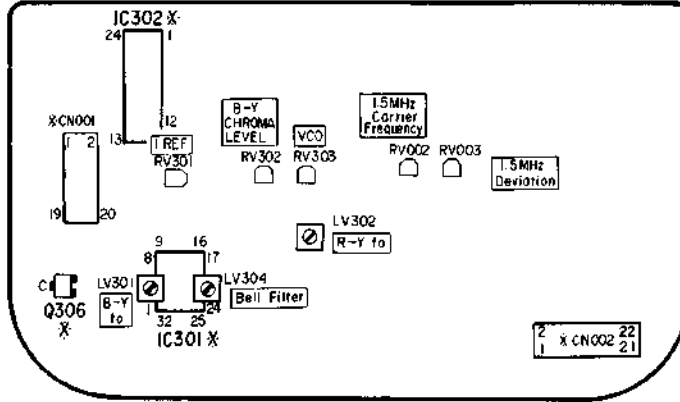 IC302 ※
24 1
12
13
I REF
RV301
※CN001
1 2
19 20
B-Y
CHROMA
LEVEL
RV302
VCO
RV303
1.5MHz
Carrier
Frequency
RV002 RV003
1.5MHz
Deviation
LV302
R-Y fo
9 16
8 17
LV301
B-Y
fo
LV304
Bell Filter
1 24
32 25
IC301 ※
C
Q306
※
2 22
※ CN002
1 21